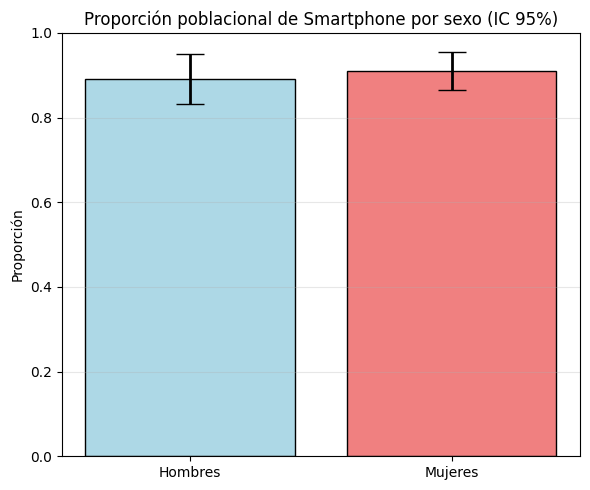 Proporción poblacional de Smartphone por sexo (IC 95%)
1.0
0.8
0.6
0.4
0.2
0.0
Proporción
Hombres
Mujeres